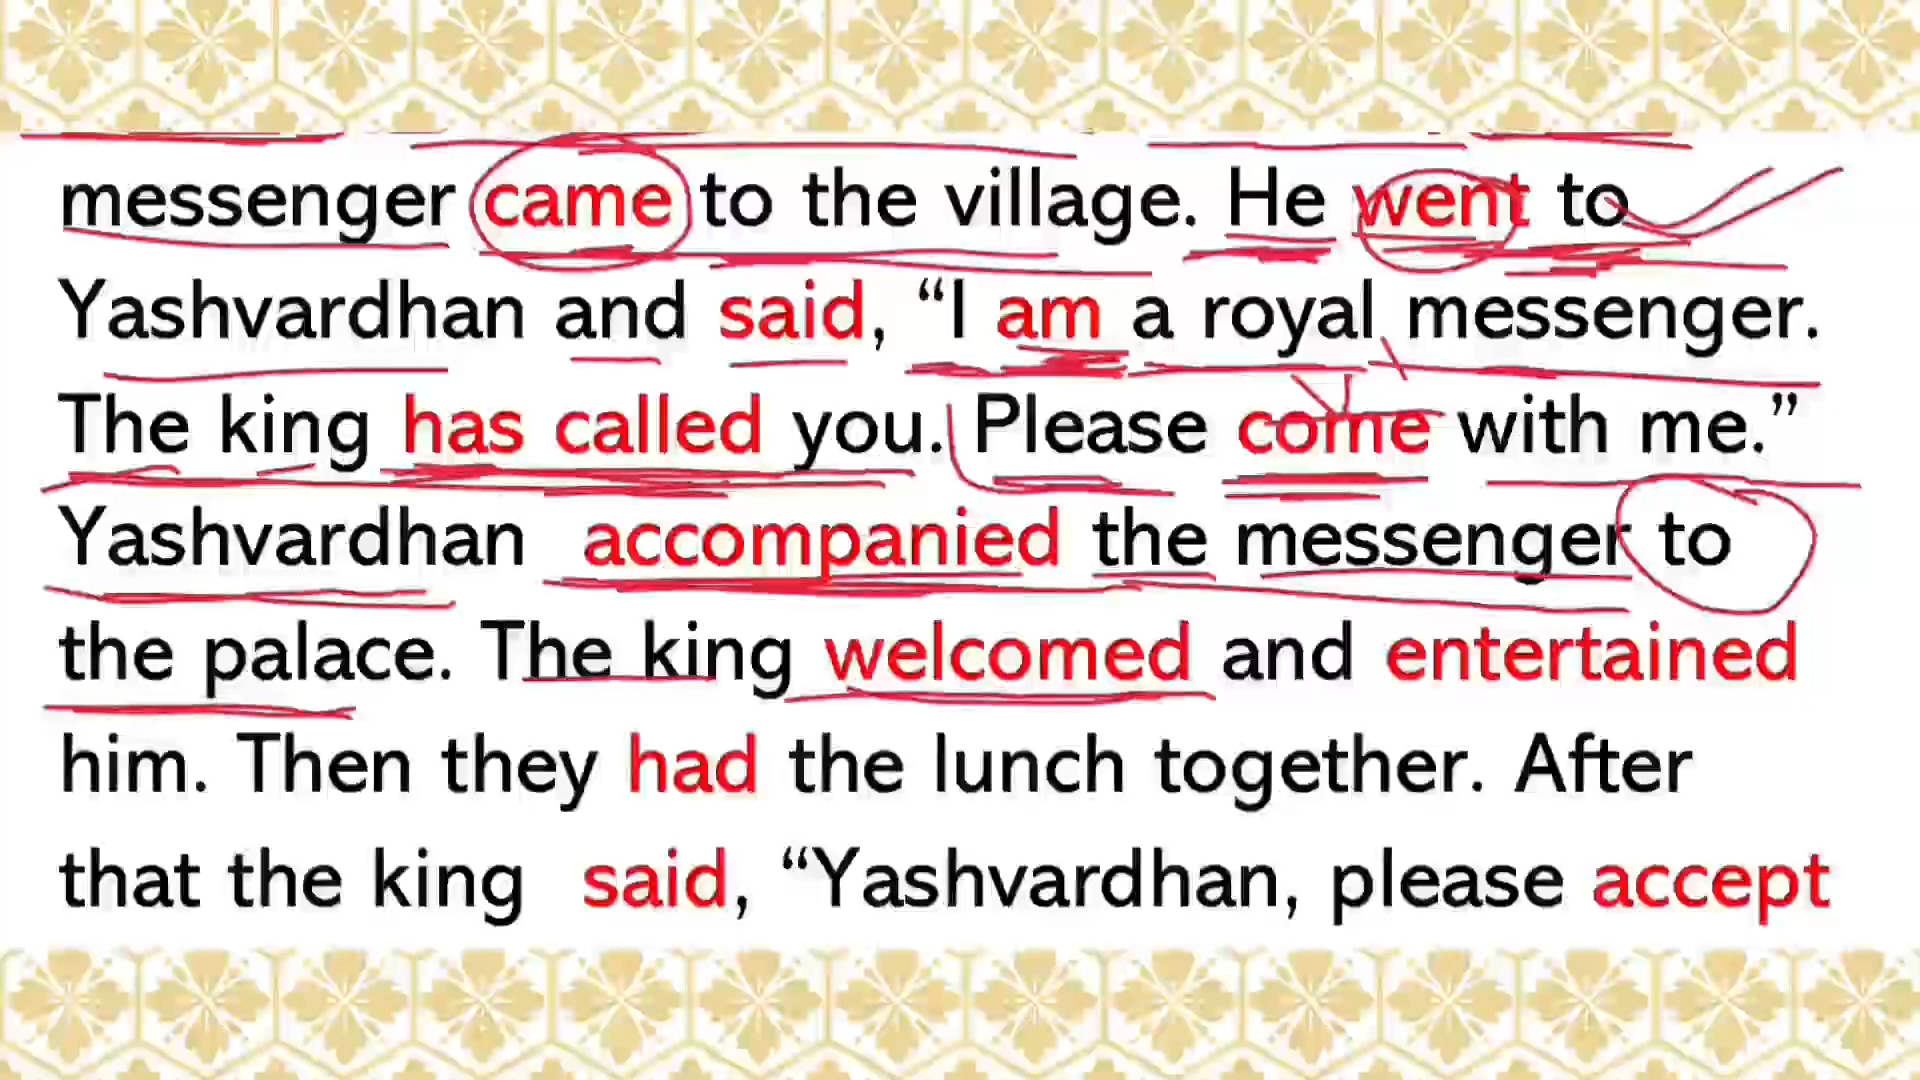 messenger came to the village. He went to
Yashvardhan and said, “I am a royal messenger.
The king has called you. Please come with me.”
Yashvardhan accompanied the messenger to
the palace. The king welcomed and entertained
him. Then they had the lunch together. After
that the king said, “Yashvardhan, please accept